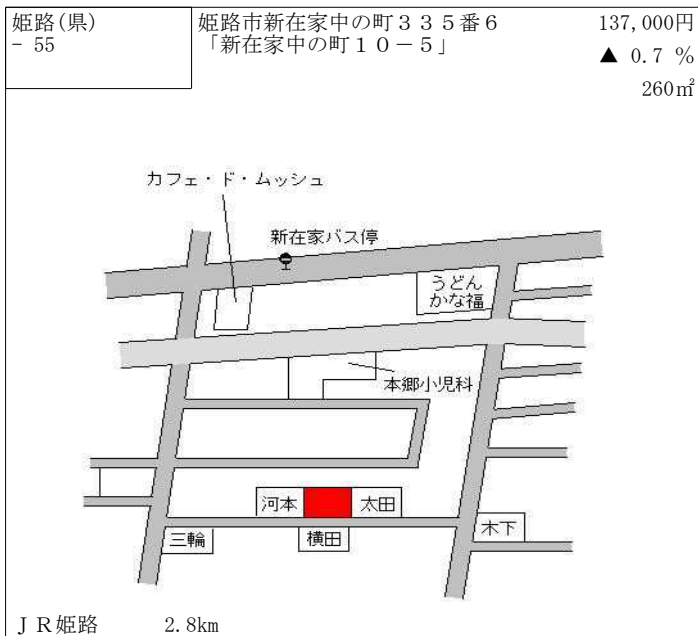 姫路(県)
- 55
姫路市新在家中の町３３５番６
「新在家中の町１０－５」
137,000円
▲ 0.7 %
260㎡
カフェ・ド・ムッシュ
新在家バス停
うどん
かな福
本郷小児科
河本
太田
三輪
横田
木下
ＪＲ姫路 2.8km